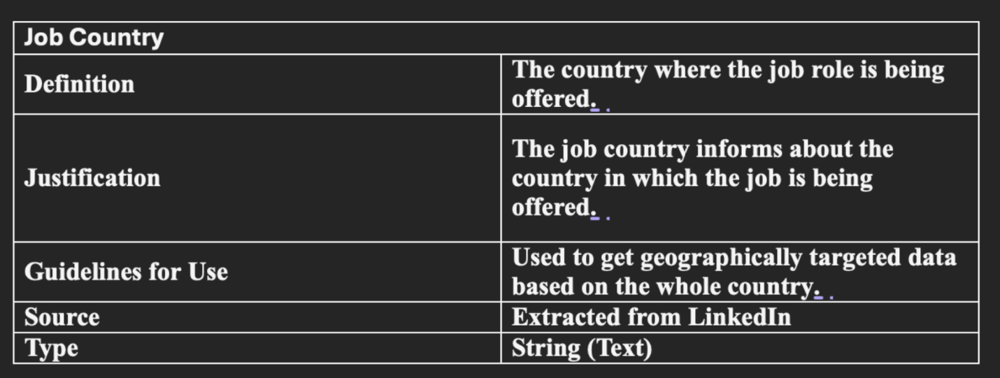 Job Country
Definition
The country where the job role is being
offered.
Justification
The job country informs about the
country in which the job is being
offered.
Guidelines for Use
Used to get geographically targeted data
based on the whole country.
Source
Extracted from LinkedIn
Type
String (Text)